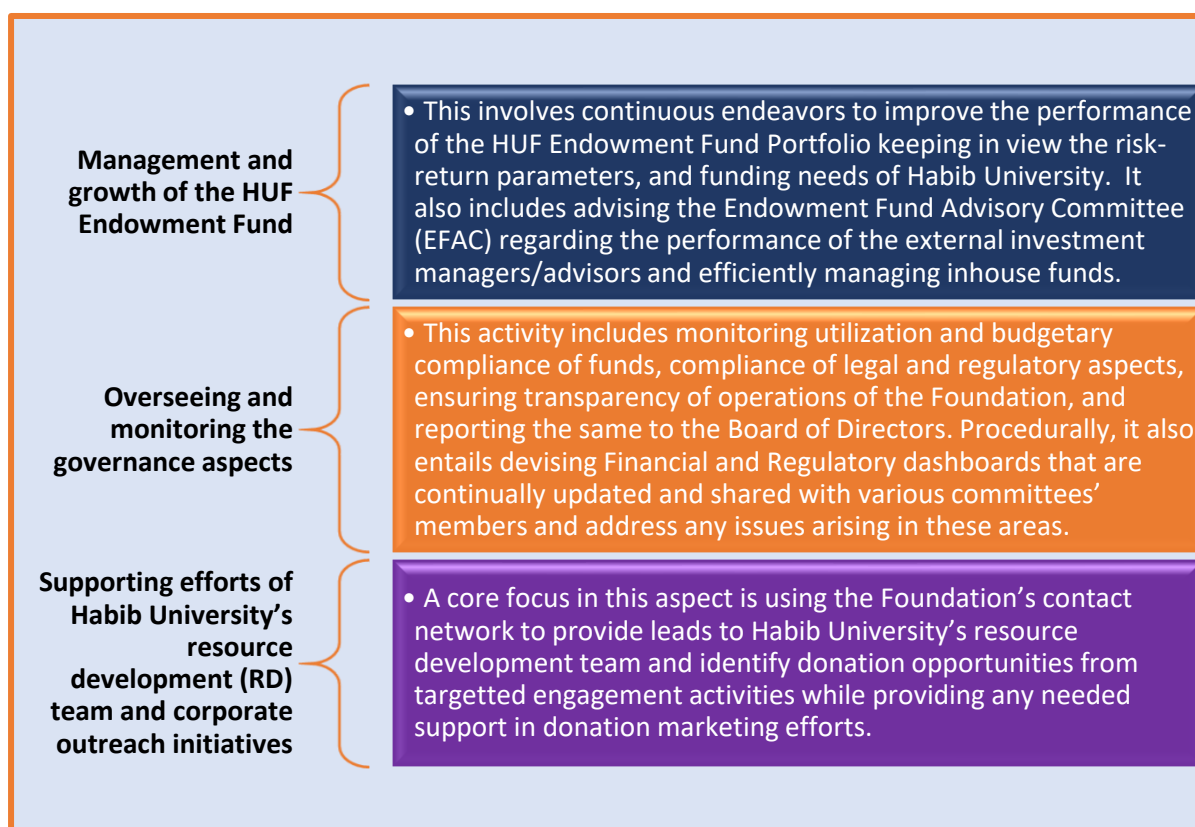 Management and
growth of the HUF
Endowment Fund
• This involves continuous endeavors to improve the performance
of the HUF Endowment Fund Portfolio keeping in view the risk-
return parameters, and funding needs of Habib University.  It
also includes advising the Endowment Fund Advisory Committee
(EFAC) regarding the performance of the external investment
managers/advisors and efficiently managing inhouse funds.
Overseeing and
monitoring the
governance aspects
• This activity includes monitoring utilization and budgetary
compliance of funds, compliance of legal and regulatory aspects,
ensuring transparency of operations of the Foundation, and
reporting the same to the Board of Directors. Procedurally, it also
entails devising Financial and Regulatory dashboards that are
continually updated and shared with various committees’
members and address any issues arising in these areas.
Supporting efforts of
Habib University’s
resource
development (RD)
team and corporate
outreach initiatives
• A core focus in this aspect is using the Foundation’s contact
network to provide leads to Habib University’s resource
development team and identify donation opportunities from
targetted engagement activities while providing any needed
support in donation marketing efforts.